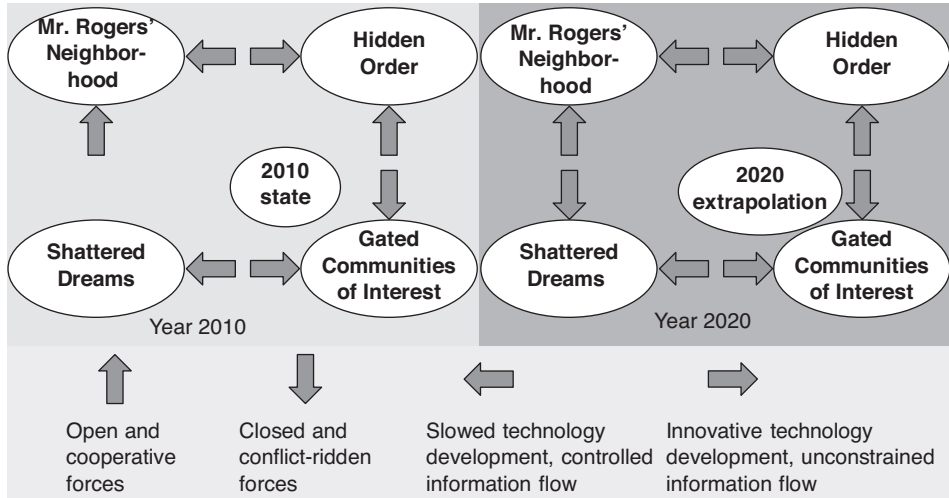 Mr. Rogers'
Neighbor-
hood
Hidden
Order
2010
state
Shattered
Dreams
Gated
Communities
of Interest
Year 2010
Mr. Rogers'
Neighbor-
hood
Hidden
Order
2020
extrapolation
Shattered
Dreams
Gated
Communities
of Interest
Year 2020
Open and
cooperative
forces
Closed and
conflict-ridden
forces
Slowed technology
development, controlled
information flow
Innovative technology
development, unconstrained
information flow